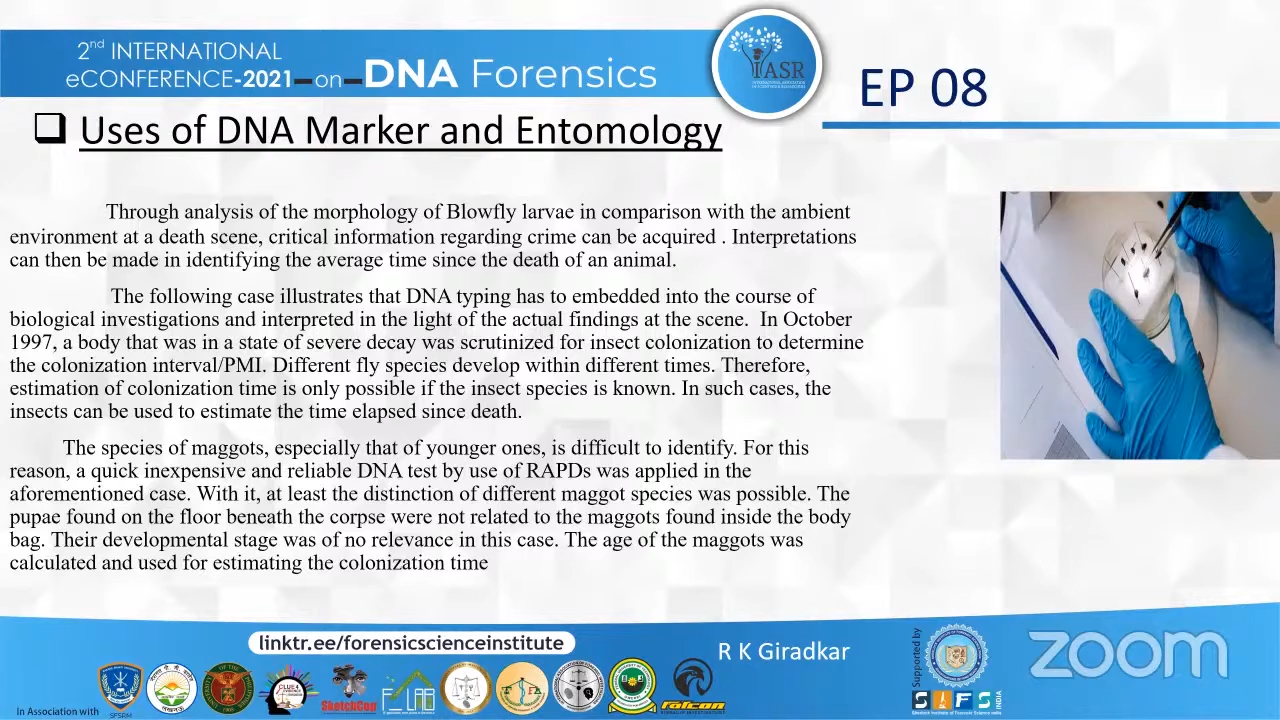 2nd INTERNATIONAL
eCONFERENCE-2021-on-DNA Forensics
IASR
EP 08
Uses of DNA Marker and Entomology
Through analysis of the morphology of Blowfly larvae in comparison with the ambient
environment at a death scene, critical information regarding crime can be acquired . Interpretations
can then be made in identifying the average time since the death of an animal.
The following case illustrates that DNA typing has to embedded into the course of
biological investigations and interpreted in the light of the actual findings at the scene. In October
1997, a body that was in a state of severe decay was scrutinized for insect colonization to determine
the colonization interval/PMI. Different fly species develop within different times. Therefore,
estimation of colonization time is only possible if the insect species is known. In such cases, the
insects can be used to estimate the time elapsed since death.
The species of maggots, especially that of younger ones, is difficult to identify. For this
reason, a quick inexpensive and reliable DNA test by use of RAPDs was applied in the
aforementioned case. With it, at least the distinction of different maggot species was possible. The
pupae found on the floor beneath the corpse were not related to the maggots found inside the body
bag. Their developmental stage was of no relevance in this case. The age of the maggots was
calculated and used for estimating the colonization time
linktr.ee/forensicscienceinstitute
R K Giradkar
Supported by
zoom
In Association with
SFSRM
CLUE4
SketchCop
falcon
SIFS
INDIA